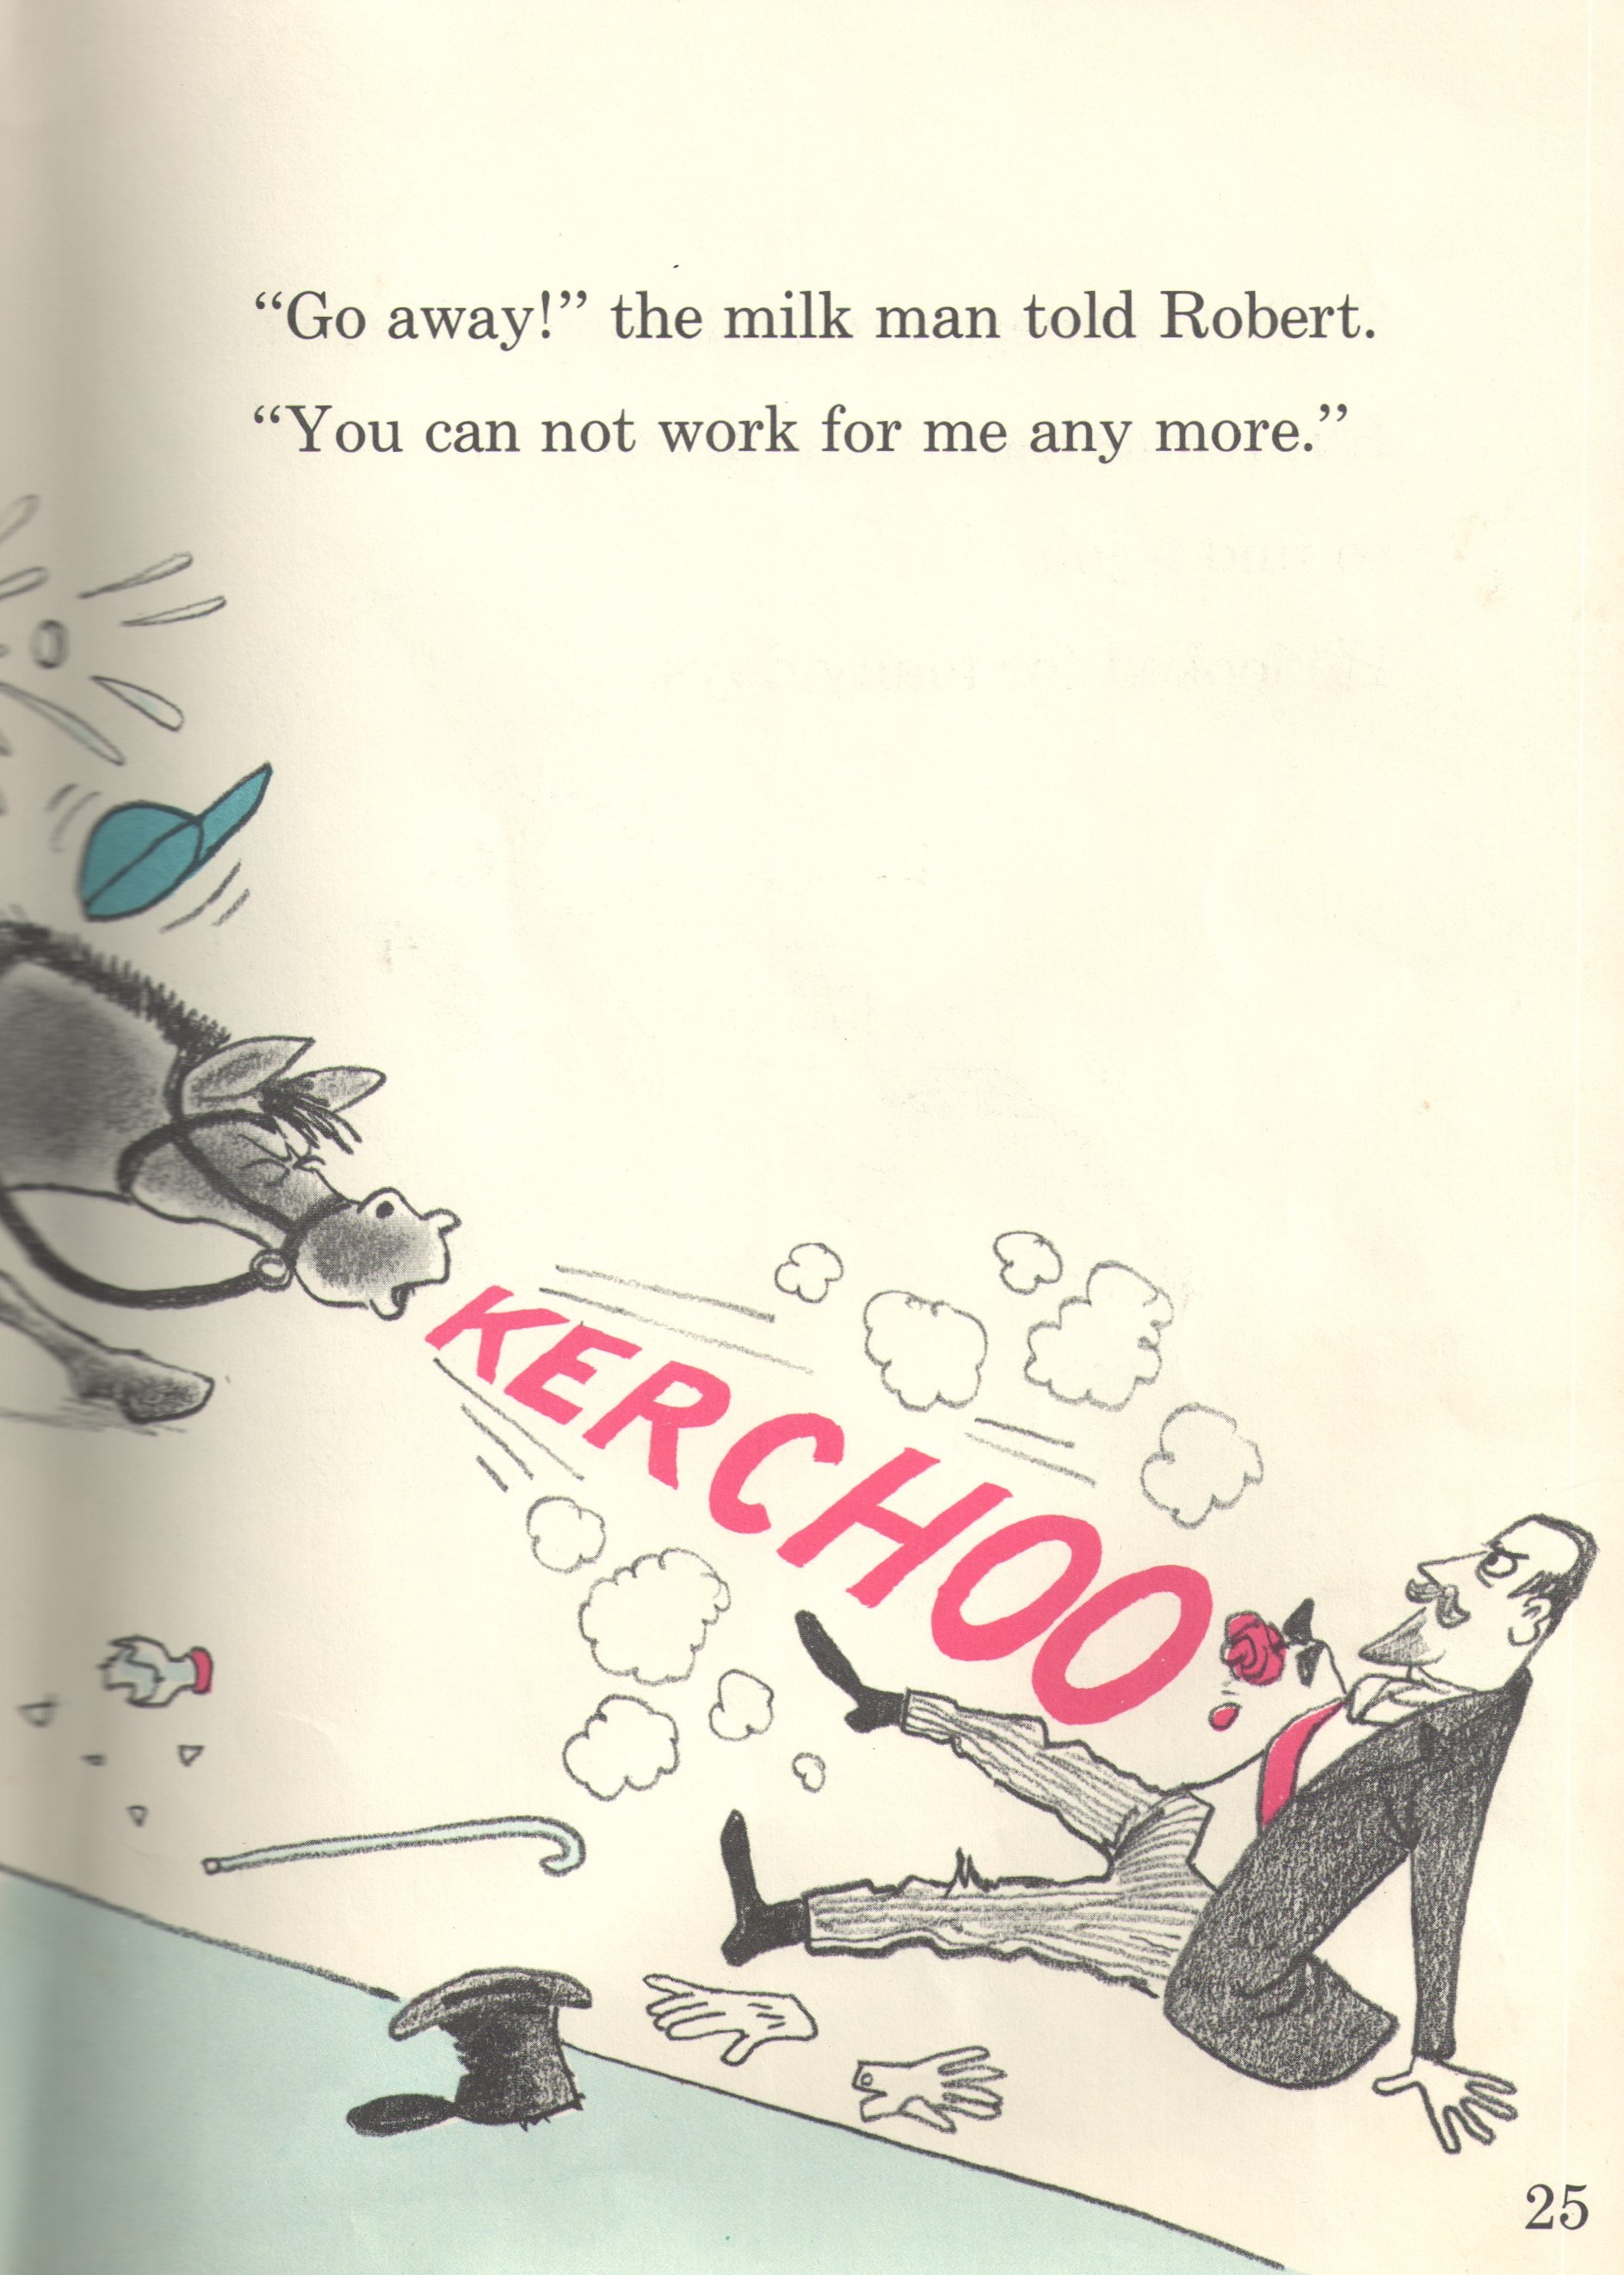 “Go away!” the milk man told Robert.
“You can not work for me any more.”
KERCHOO
25